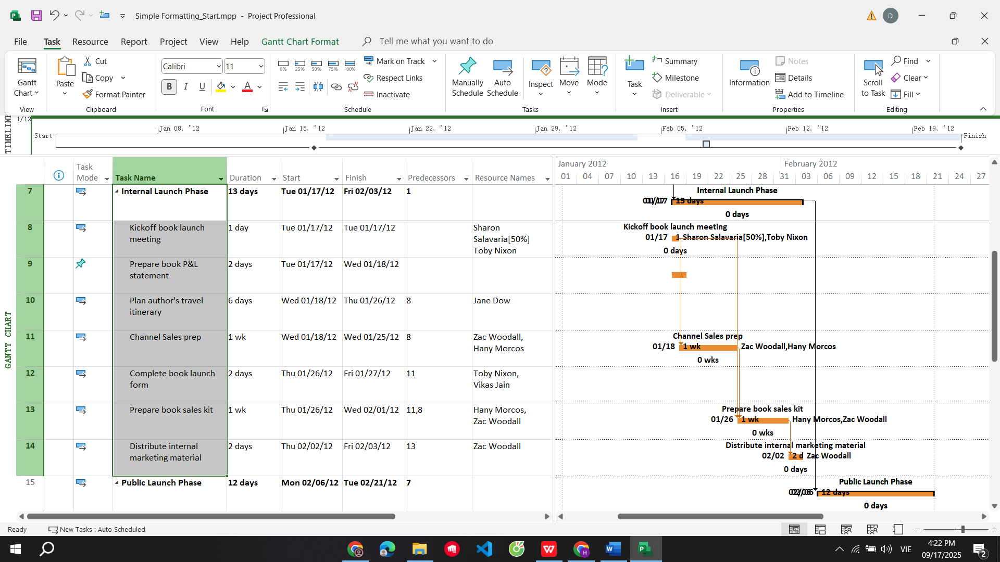 Simple Formatting_Start.mpp - Project Professional
D
File Task Resource Report Project View Help Gantt Chart Format Tell me what you want to do
Gantt Chart
View
Paste
Cut
Copy
Format Painter
Clipboard
Calibri 11
B I U A
Font
0% 25% 50% 75% 100%
Mark on Track
Respect Links
Inactivate
Schedule
Manually Schedule
Auto Schedule
Inspect
Move
Mode
Tasks
Task
Summary
Milestone
Deliverable
Insert
Information
Notes
Details
Add to Timeline
Properties
Scroll to Task
Find
Clear
Fill
Editing
TIMELINE
1/12
Jan 08, '12 Jan 15, '12 Jan 22, '12 Jan 29, '12 Feb 05, '12 Feb 12, '12 Feb 19, '12
Start Finish
GANTT CHART
Task Mode Task Name Duration Start Finish Predecessors Resource Names
7 Internal Launch Phase 13 days Tue 01/17/12 Fri 02/03/12 1
8 Kickoff book launch meeting 1 day Tue 01/17/12 Tue 01/17/12 Sharon Salavaria[50%] Toby Nixon
9 Prepare book P&L statement 2 days Tue 01/17/12 Wed 01/18/12
10 Plan author's travel itinerary 6 days Wed 01/18/12 Thu 01/26/12 8 Jane Dow
11 Channel Sales prep 1 wk Wed 01/18/12 Wed 01/25/12 8 Zac Woodall, Hany Morcos
12 Complete book launch form 2 days Thu 01/26/12 Fri 01/27/12 11 Toby Nixon, Vikas Jain
13 Prepare book sales kit 1 wk Thu 01/26/12 Wed 02/01/12 11,8 Hany Morcos, Zac Woodall
14 Distribute internal marketing material 2 days Thu 02/02/12 Fri 02/03/12 13 Zac Woodall
15 Public Launch Phase 12 days Mon 02/06/12 Tue 02/21/12 7
January 2012 February 2012
01 04 07 10 13 16 19 22 25 28 31 03 06 09 12 15 18 21 24 27
Internal Launch Phase
01/17 13 days
0 days
Kickoff book launch meeting
01/17 1 Sharon Salavaria[50%],Toby Nixon
0 days
Channel Sales prep
01/18 1 wk Zac Woodall,Hany Morcos
0 wks
Prepare book sales kit
01/26 1 wk Hany Morcos,Zac Woodall
0 wks
Distribute internal marketing material
02/02 2 d Zac Woodall
0 days
Public Launch Phase
02/06 12 days
0 days
Ready New Tasks : Auto Scheduled
VIE
4:22 PM
09/17/2025
2